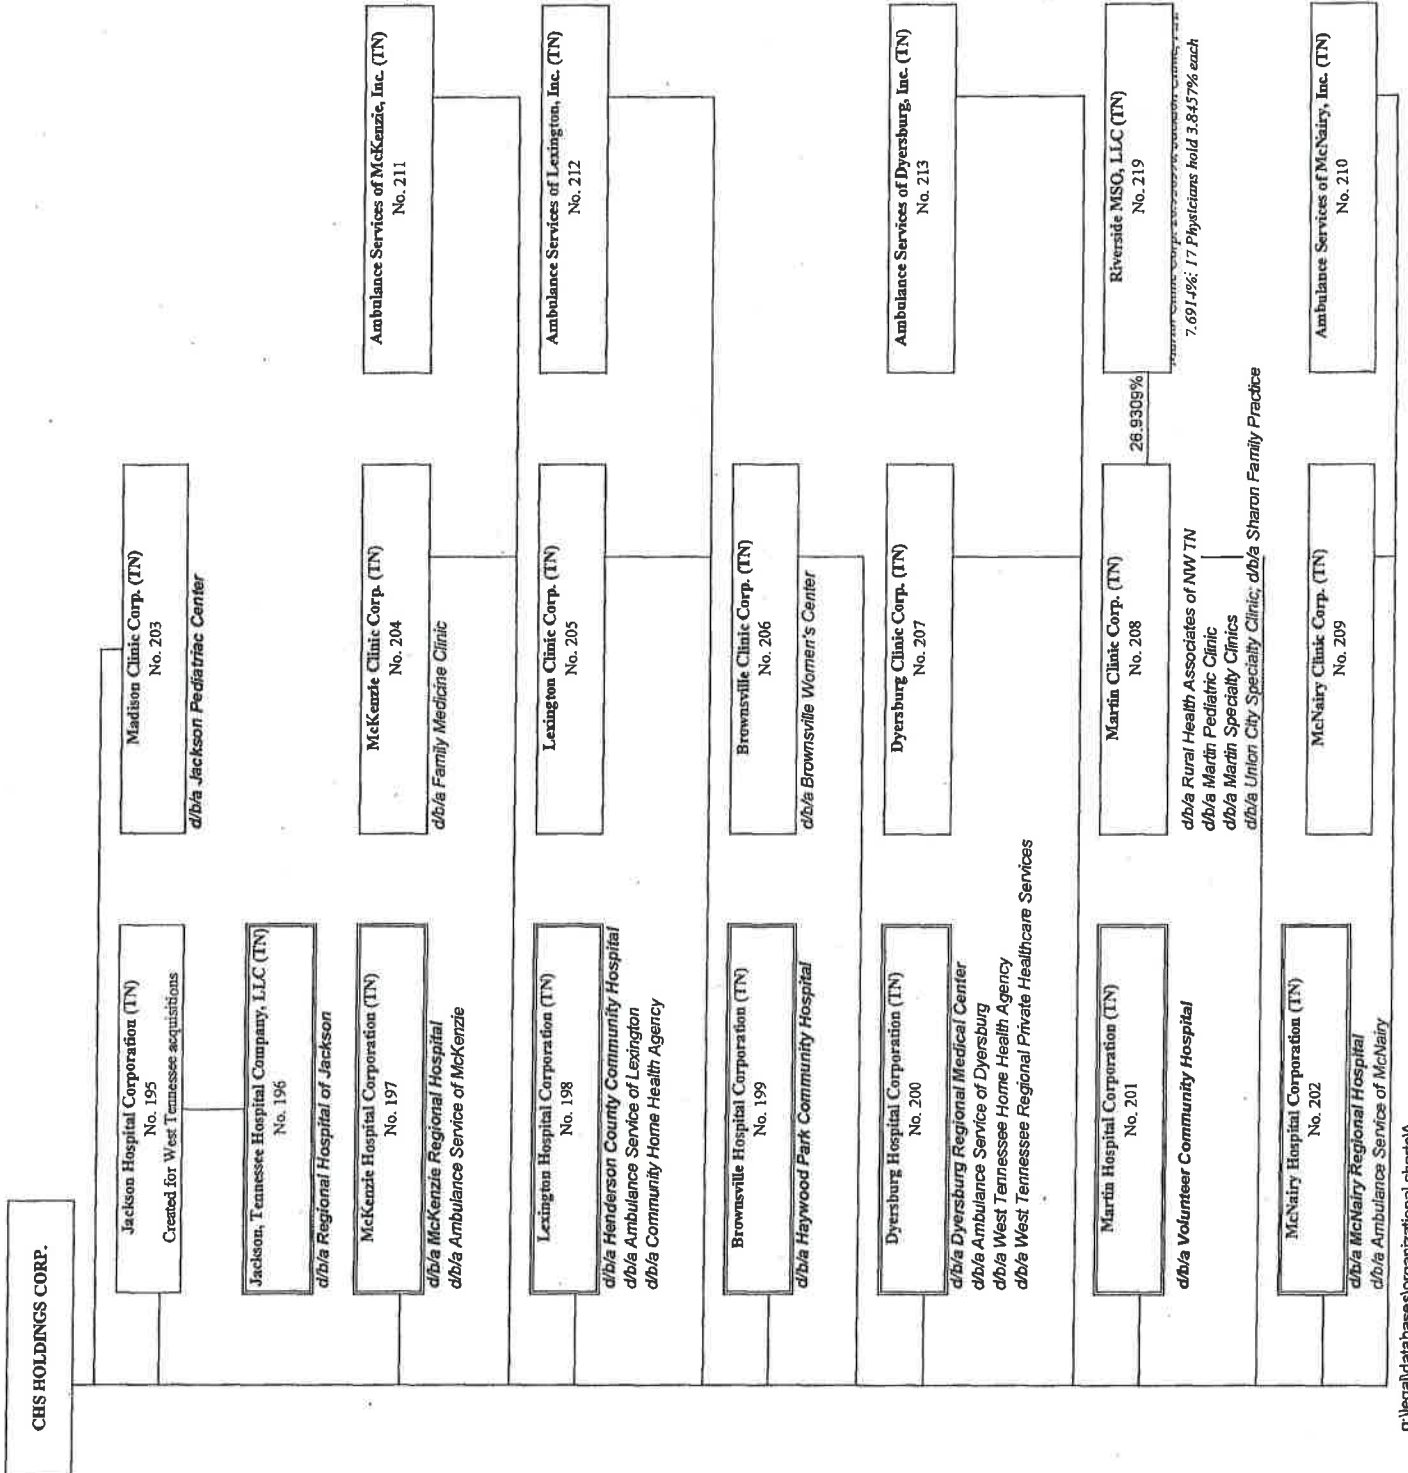 CHS HOLDINGS CORP.
Jackson Hospital Corporation (TN)
No. 195
Created for West Tennessee acquisitions
Madison Clinic Corp. (TN)
No. 203
d/b/a Jackson Pediatriac Center
Jackson, Tennessee Hospital Company, LLC (TN)
No. 196
d/b/a Regional Hospital of Jackson
McKenzie Hospital Corporation (TN)
No. 197
d/b/a McKenzie Regional Hospital
d/b/a Ambulance Service of McKenzie
McKenzie Clinic Corp. (TN)
No. 204
d/b/a Family Medicine Clinic
Ambulance Services of McKenzie, Inc. (TN)
No. 211
Lexington Hospital Corporation (TN)
No. 198
d/b/a Henderson County Community Hospital
d/b/a Ambulance Service of Lexington
d/b/a Community Home Health Agency
Lexington Clinic Corp. (TN)
No. 205
Ambulance Services of Lexington, Inc. (TN)
No. 212
Brownsville Hospital Corporation (TN)
No. 199
d/b/a Haywood Park Community Hospital
Brownsville Clinic Corp. (TN)
No. 206
d/b/a Brownsville Women's Center
Dyersburg Hospital Corporation (TN)
No. 200
d/b/a Dyersburg Regional Medical Center
d/b/a Ambulance Service of Dyersburg
d/b/a West Tennessee Home Health Agency
d/b/a West Tennessee Regional Private Healthcare Services
Dyersburg Clinic Corp. (TN)
No. 207
Ambulance Services of Dyersburg, Inc. (TN)
No. 213
Martin Hospital Corporation (TN)
No. 201
d/b/a Volunteer Community Hospital
Martin Clinic Corp. (TN)
No. 208
d/b/a Rural Health Associates of NW TN
d/b/a Martin Pediatric Clinic
d/b/a Martin Specialty Clinics
d/b/a Union City Specialty Clinic; d/b/a Sharon Family Practice
26.9309%
Riverside MSO, LLC (TN)
No. 219
7.6914%; 17 Physicians hold 3.8457% each
McNairy Hospital Corporation (TN)
No. 202
d/b/a McNairy Regional Hospital
d/b/a Ambulance Service of McNairy
McNairy Clinic Corp. (TN)
No. 209
Ambulance Services of McNairy, Inc. (TN)
No. 210